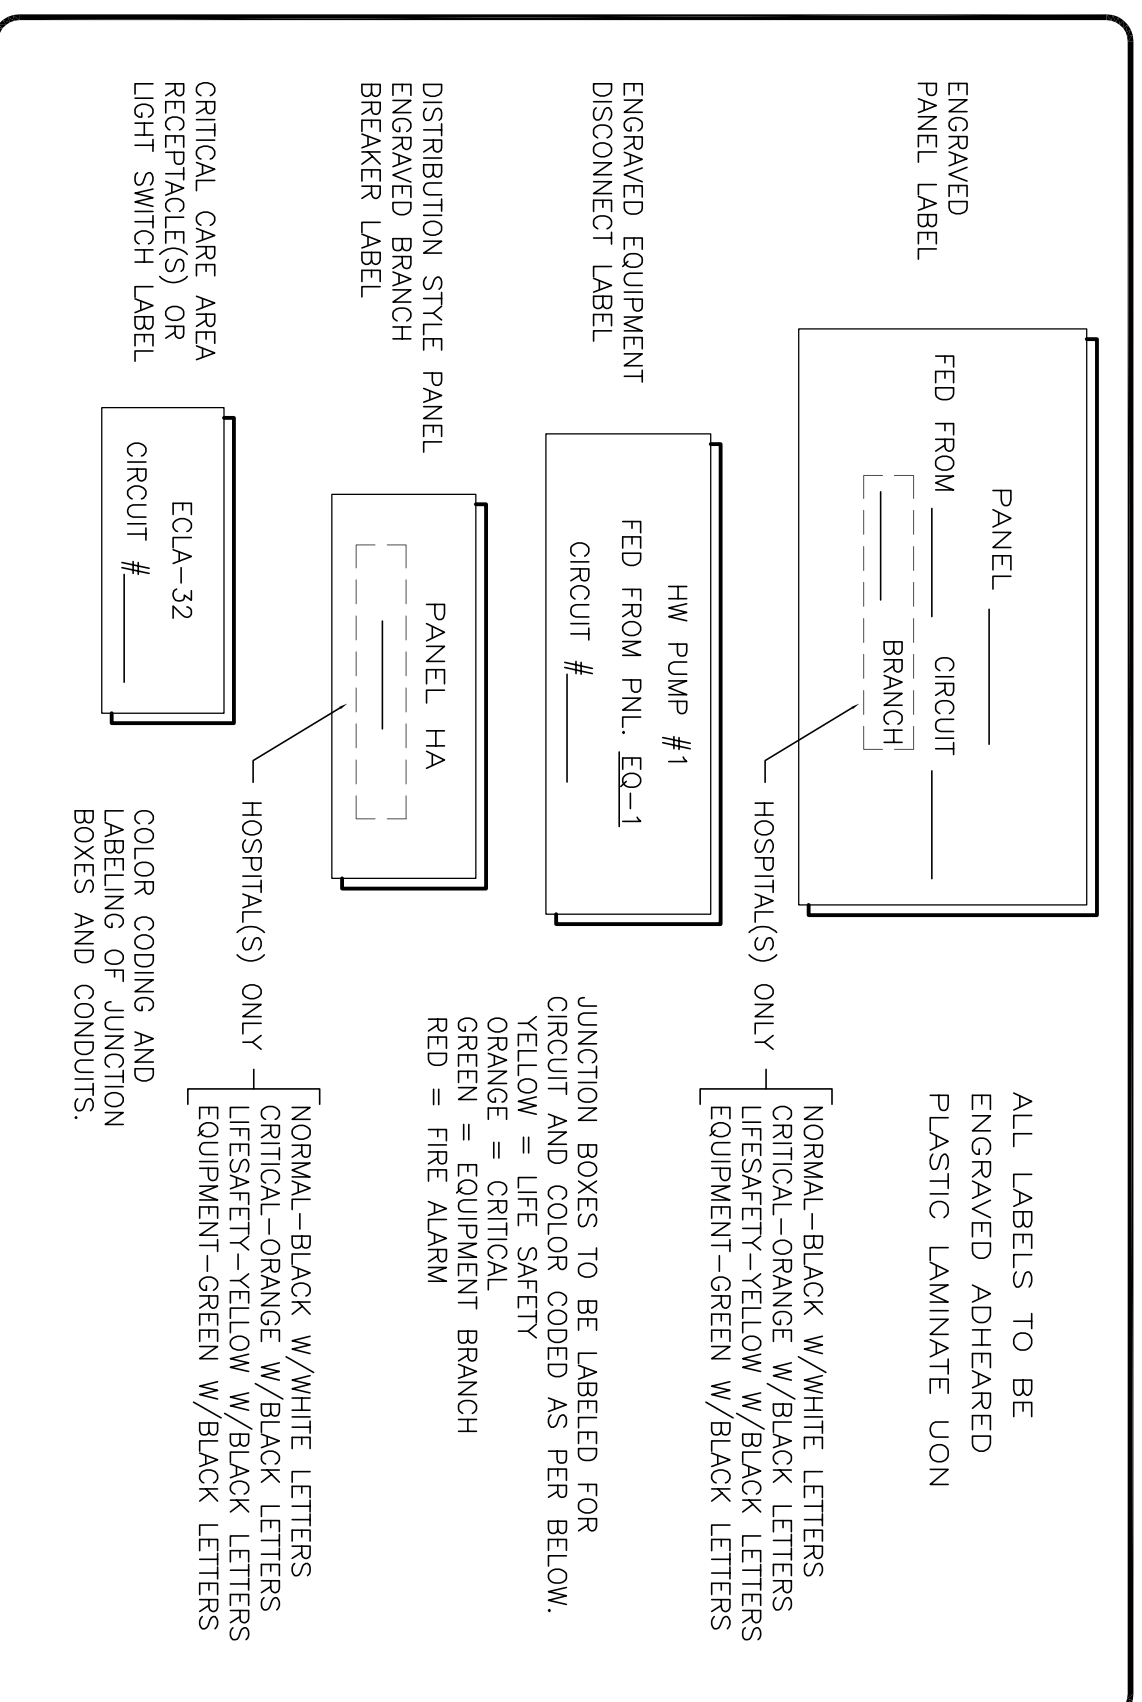 ENGRAVED
PANEL LABEL
PANEL
FED FROM CIRCUIT
BRANCH
ALL LABELS TO BE
ENGRAVED ADHEARED
PLASTIC LAMINATE UON
HOSPITAL(S) ONLY
NORMAL-BLACK W/WHITE LETTERS
CRITICAL-ORANGE W/BLACK LETTERS
LIFESAFETY-YELLOW W/BLACK LETTERS
EQUIPMENT-GREEN W/BLACK LETTERS
ENGRAVED EQUIPMENT
DISCONNECT LABEL
HW PUMP #1
FED FROM PNL. EQ-1
CIRCUIT #
JUNCTION BOXES TO BE LABELED FOR
CIRCUIT AND COLOR CODED AS PER BELOW.
YELLOW = LIFE SAFETY
ORANGE = CRITICAL
GREEN = EQUIPMENT BRANCH
RED = FIRE ALARM
DISTRIBUTION STYLE PANEL
ENGRAVED BRANCH
BREAKER LABEL
PANEL HA
HOSPITAL(S) ONLY
NORMAL-BLACK W/WHITE LETTERS
CRITICAL-ORANGE W/BLACK LETTERS
LIFESAFETY-YELLOW W/BLACK LETTERS
EQUIPMENT-GREEN W/BLACK LETTERS
CRITICAL CARE AREA
RECEPTACLE(S) OR
LIGHT SWITCH LABEL
ECLA-32
CIRCUIT #
COLOR CODING AND
LABELING OF JUNCTION
BOXES AND CONDUITS.